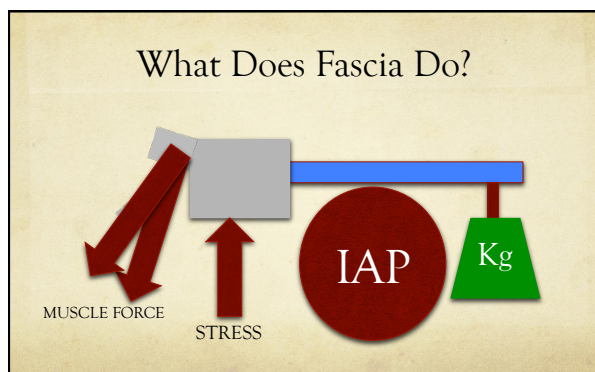 What Does Fascia Do?
IAP
Kg
MUSCLE FORCE
STRESS